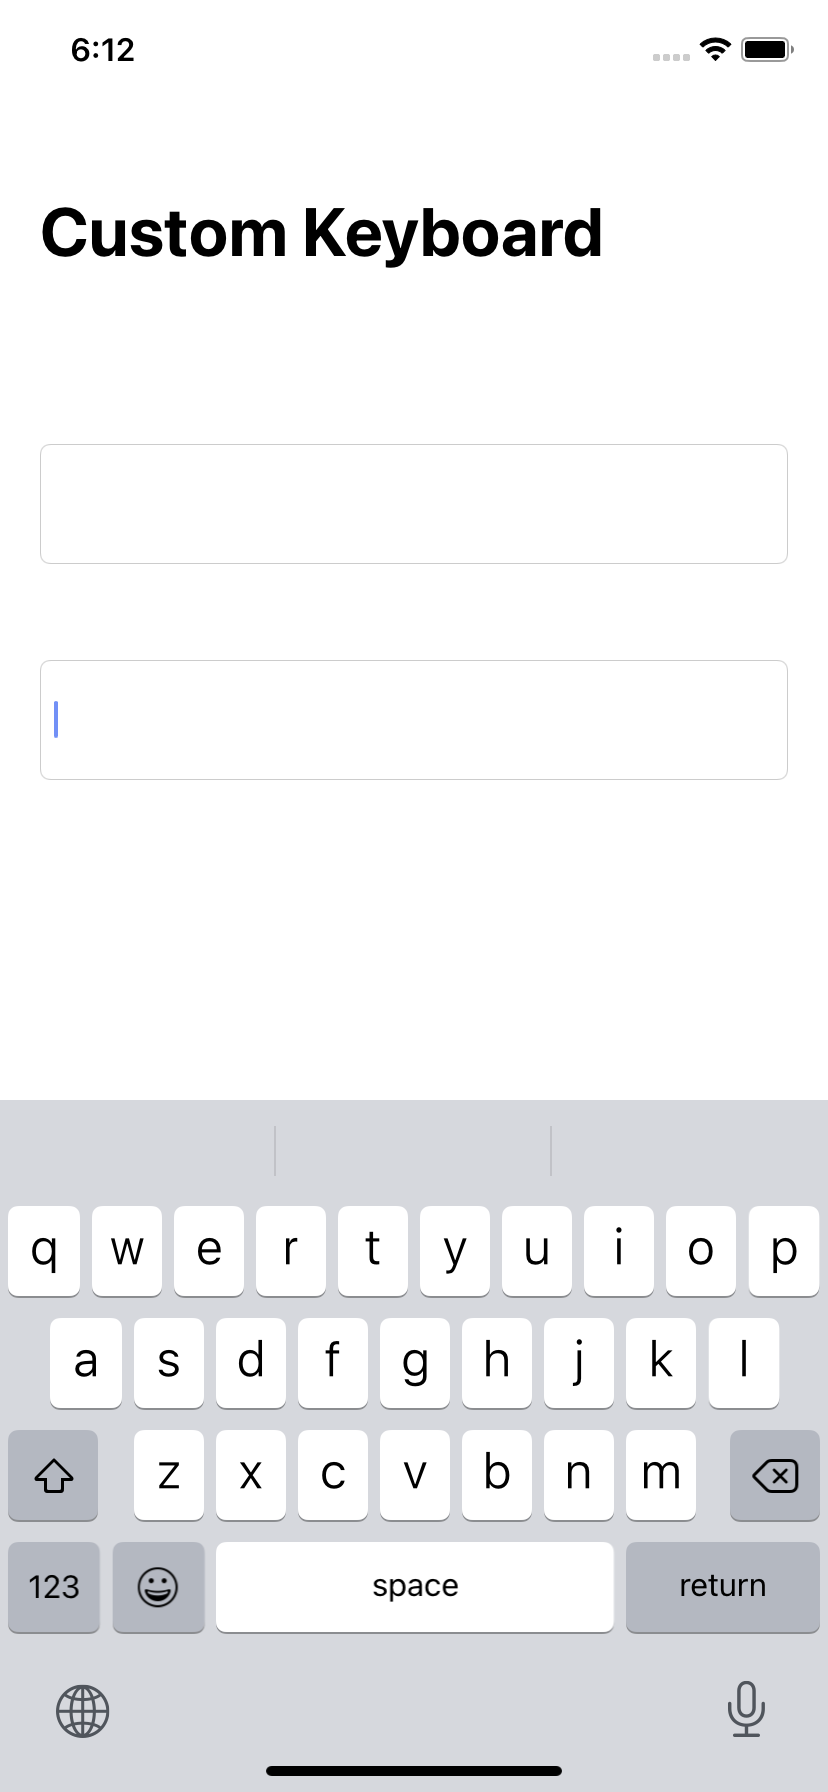 6:12
Custom Keyboard
q w e r t y u i o p
a s d f g h j k l
z x c v b n m
123 space return